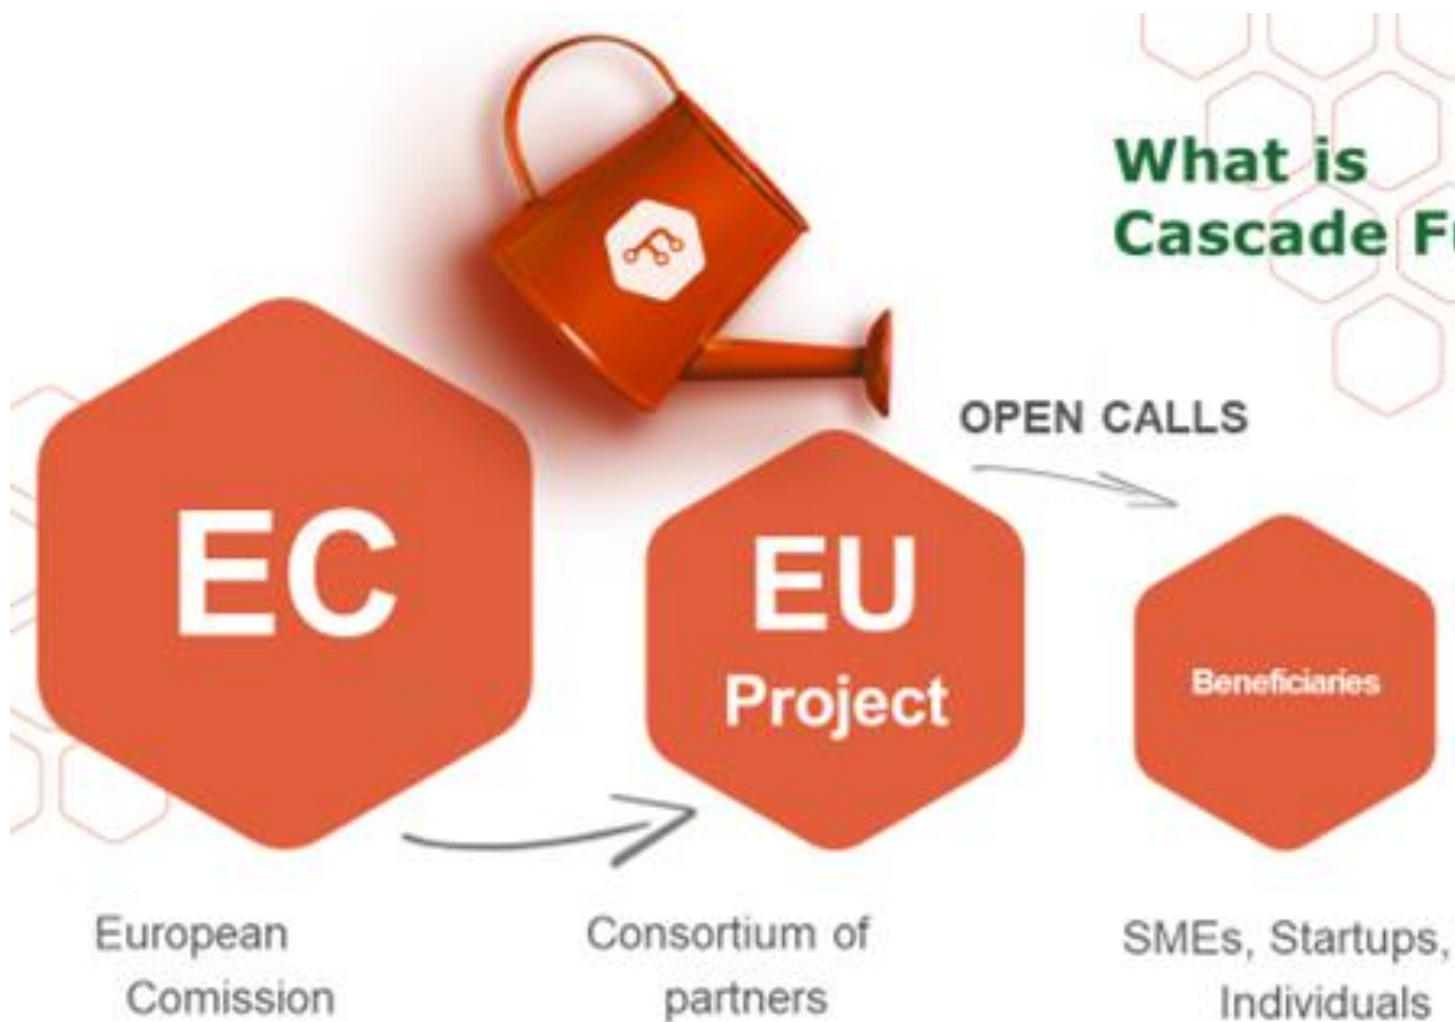 What is
Cascade
OPEN CALLS
EC
EU
Project
Beneficiaries
European
Comission
Consortium of
partners
SMEs, Startups,
Individuals